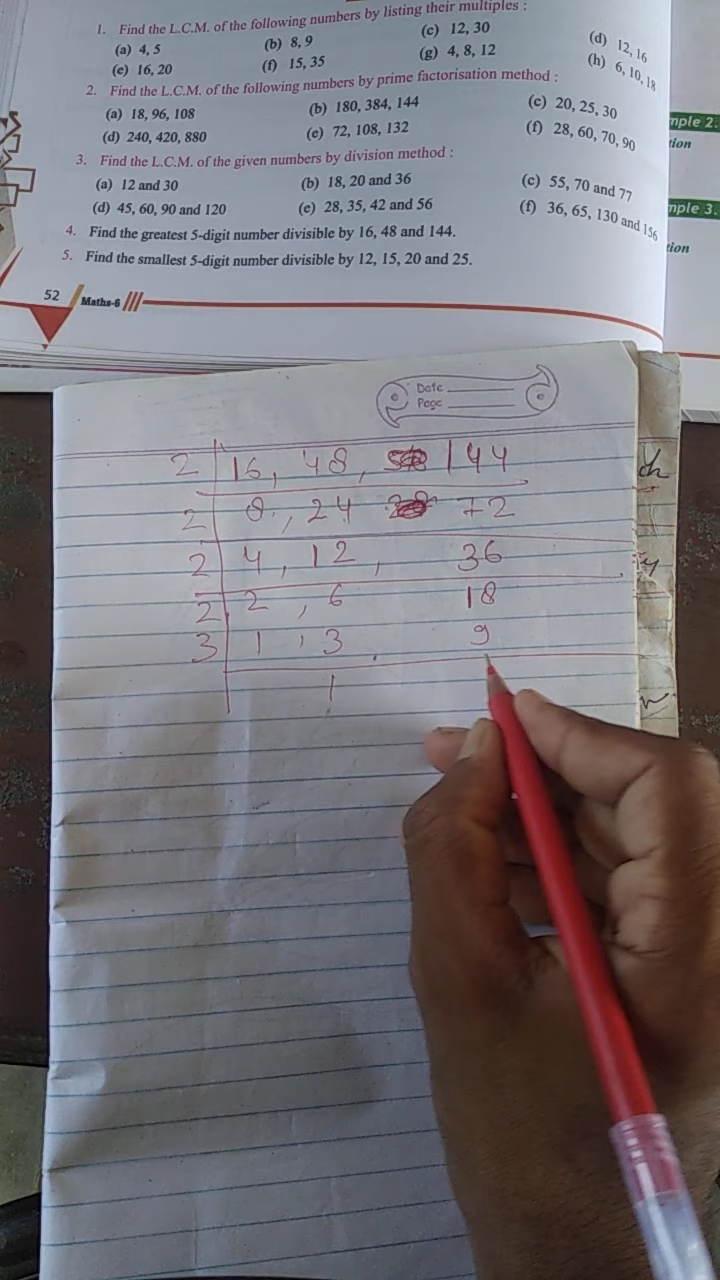 1. Find the L.C.M. of the following numbers by listing their multiples :
(a) 4, 5 (b) 8, 9 (c) 12, 30 (d) 12, 16
(e) 16, 20 (f) 15, 35 (g) 4, 8, 12 (h) 6, 10, 18
2. Find the L.C.M. of the following numbers by prime factorisation method :
(a) 18, 96, 108 (b) 180, 384, 144 (c) 20, 25, 30
(d) 240, 420, 880 (e) 72, 108, 132 (f) 28, 60, 70, 90
3. Find the L.C.M. of the given numbers by division method :
(a) 12 and 30 (b) 18, 20 and 36 (c) 55, 70 and 77
(d) 45, 60, 90 and 120 (e) 28, 35, 42 and 56 (f) 36, 65, 130 and 156
4. Find the greatest 5-digit number divisible by 16, 48 and 144.
5. Find the smallest 5-digit number divisible by 12, 15, 20 and 25.
52 Maths-6
mple 2.
tion
mple 3.
tion
Date
Page
2 16, 48, 144
2 8, 24 72
2 4, 12, 36
2 2, 6 18
3 1, 3, 9
1